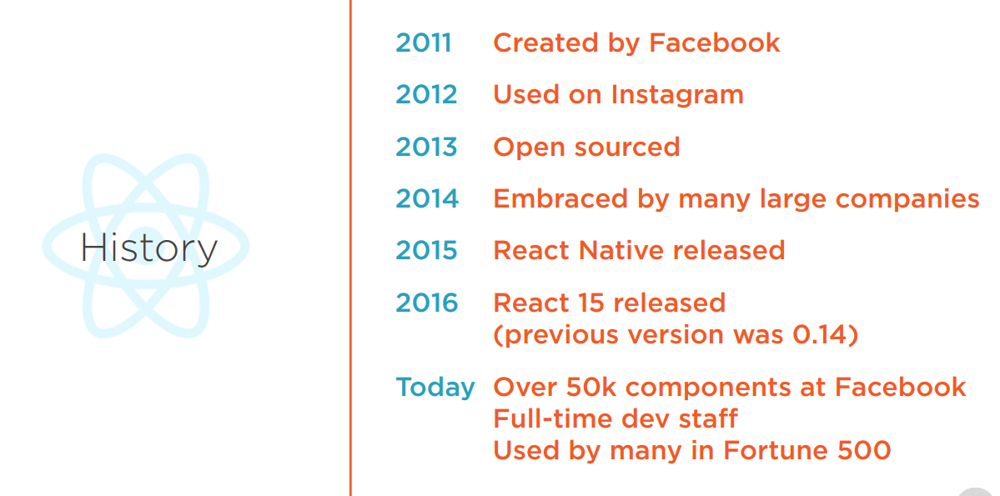 History
2011 Created by Facebook
2012 Used on Instagram
2013 Open sourced
2014 Embraced by many large companies
2015 React Native released
2016 React 15 released
(previous version was 0.14)
Today Over 50k components at Facebook
Full-time dev staff
Used by many in Fortune 500